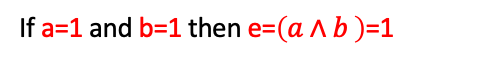 If a=1 and b=1 then e=(a ∧ b )=1